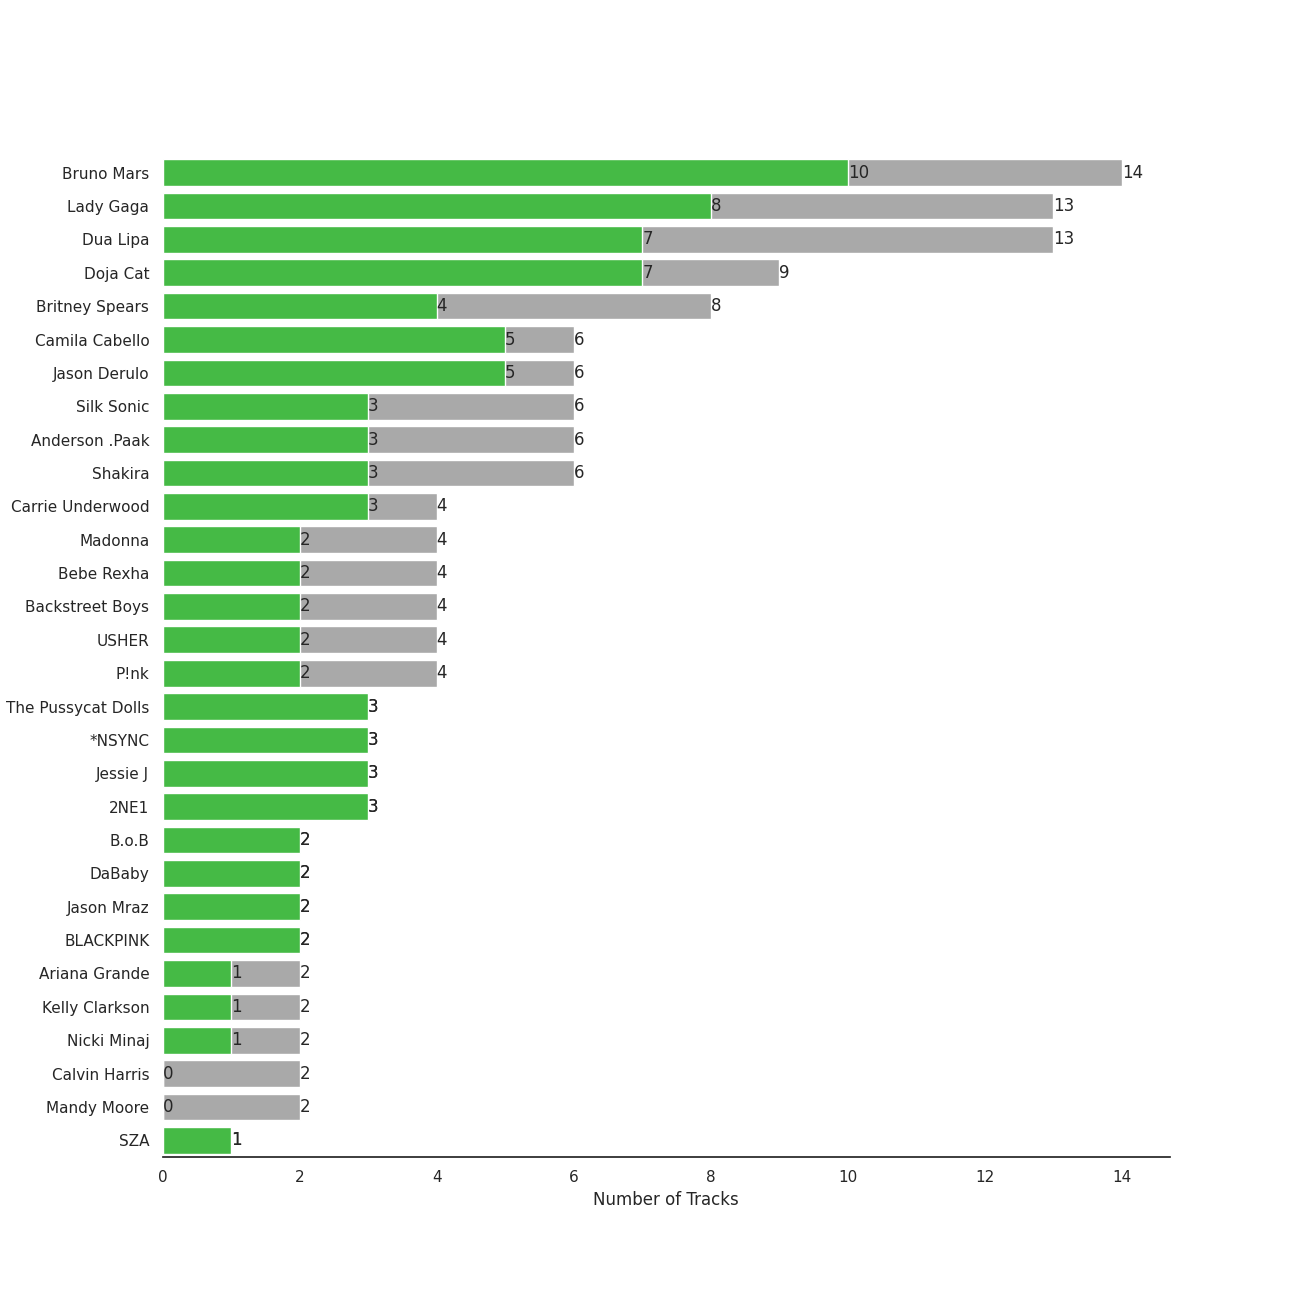 Bruno Mars 10 14
Lady Gaga 8 13
Dua Lipa 7 13
Doja Cat 7 9
Britney Spears 4 8
Camila Cabello 5 6
Jason Derulo 5 6
Silk Sonic 3 6
Anderson .Paak 3 6
Shakira 3 6
Carrie Underwood 3 4
Madonna 2 4
Bebe Rexha 2 4
Backstreet Boys 2 4
USHER 2 4
P!nk 2 4
The Pussycat Dolls 3
*NSYNC 3
Jessie J 3
2NE1 3
B.o.B 2
DaBaby 2
Jason Mraz 2
BLACKPINK 2
Ariana Grande 1 2
Kelly Clarkson 1 2
Nicki Minaj 1 2
Calvin Harris 0 2
Mandy Moore 0 2
SZA 1
0 2 4 6 8 10 12 14
Number of Tracks